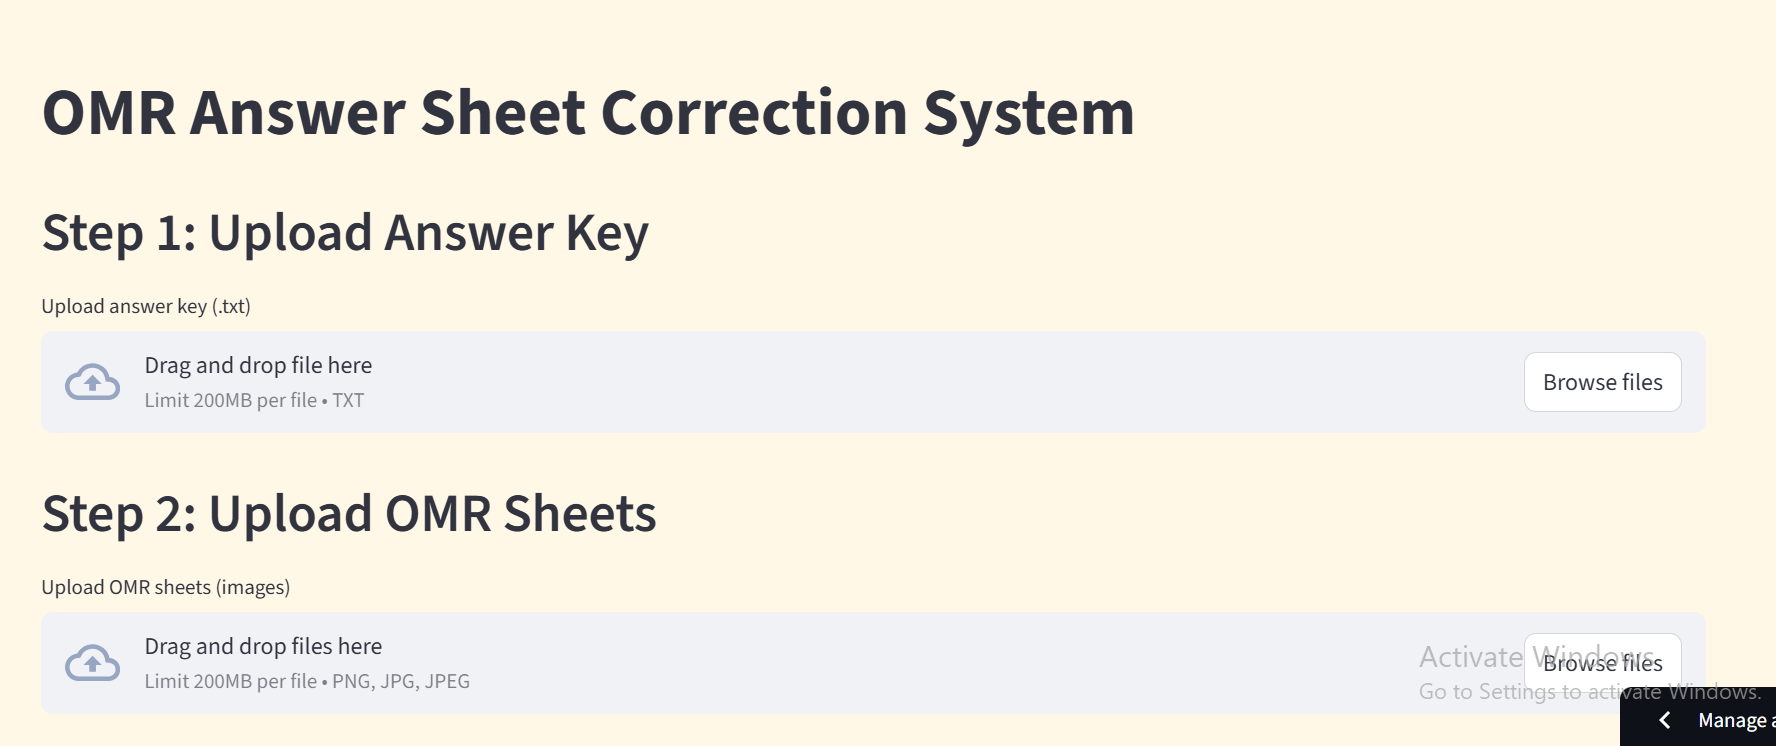 OMR Answer Sheet Correction System
Step 1: Upload Answer Key
Upload answer key (.txt)
Drag and drop file here
Limit 200MB per file • TXT
Browse files
Step 2: Upload OMR Sheets
Upload OMR sheets (images)
Drag and drop files here
Limit 200MB per file • PNG, JPG, JPEG
Browse files
Activate Windows
Go to Settings to activate Windows.
Manage